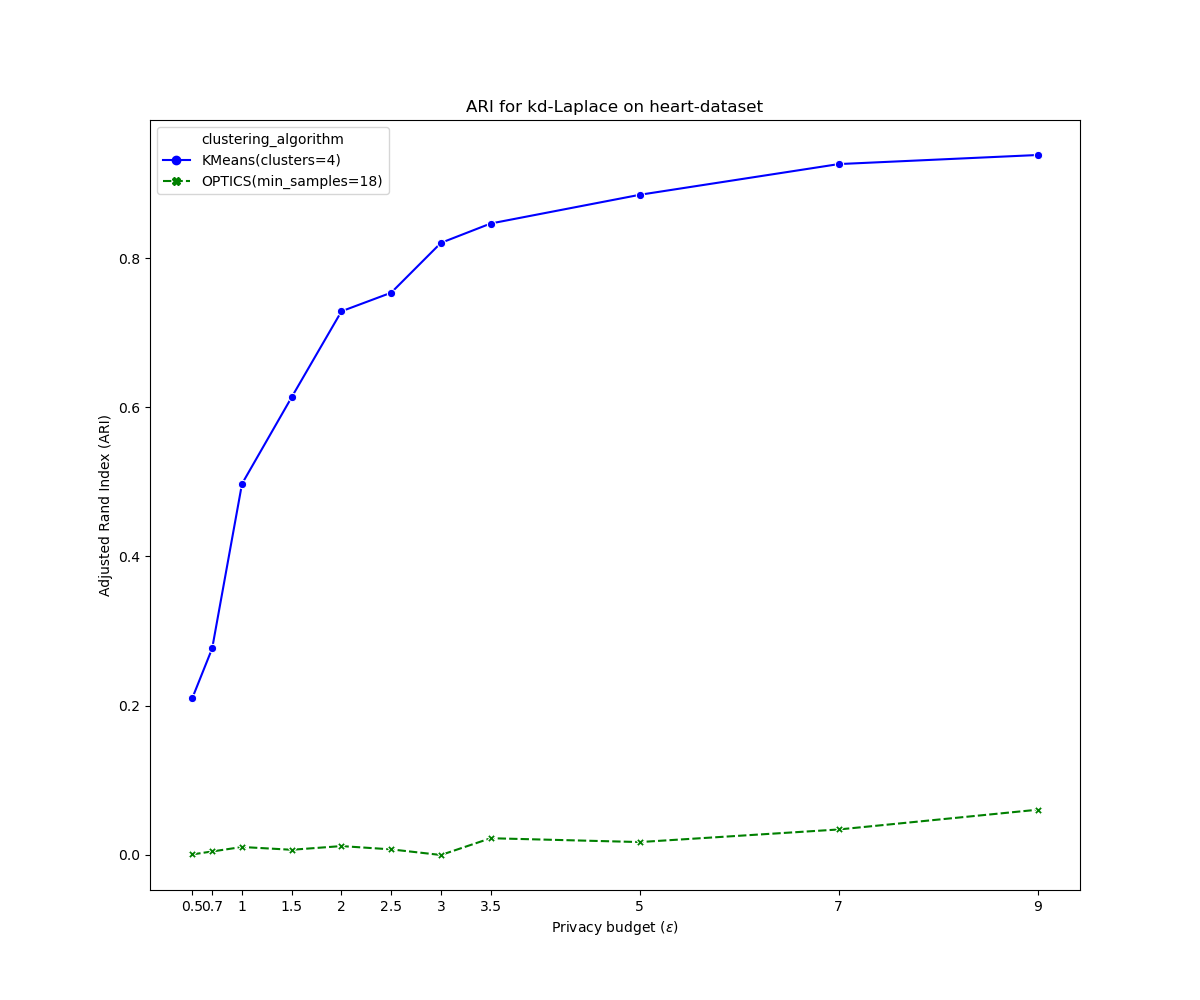 ARI for kd-Laplace on heart-dataset
clustering_algorithm
KMeans(clusters=4)
OPTICS(min_samples=18)
Adjusted Rand Index (ARI)
0.8
0.6
0.4
0.2
0.0
0.5 0.7 1 1.5 2 2.5 3 3.5 5 7 9
Privacy budget (ε)